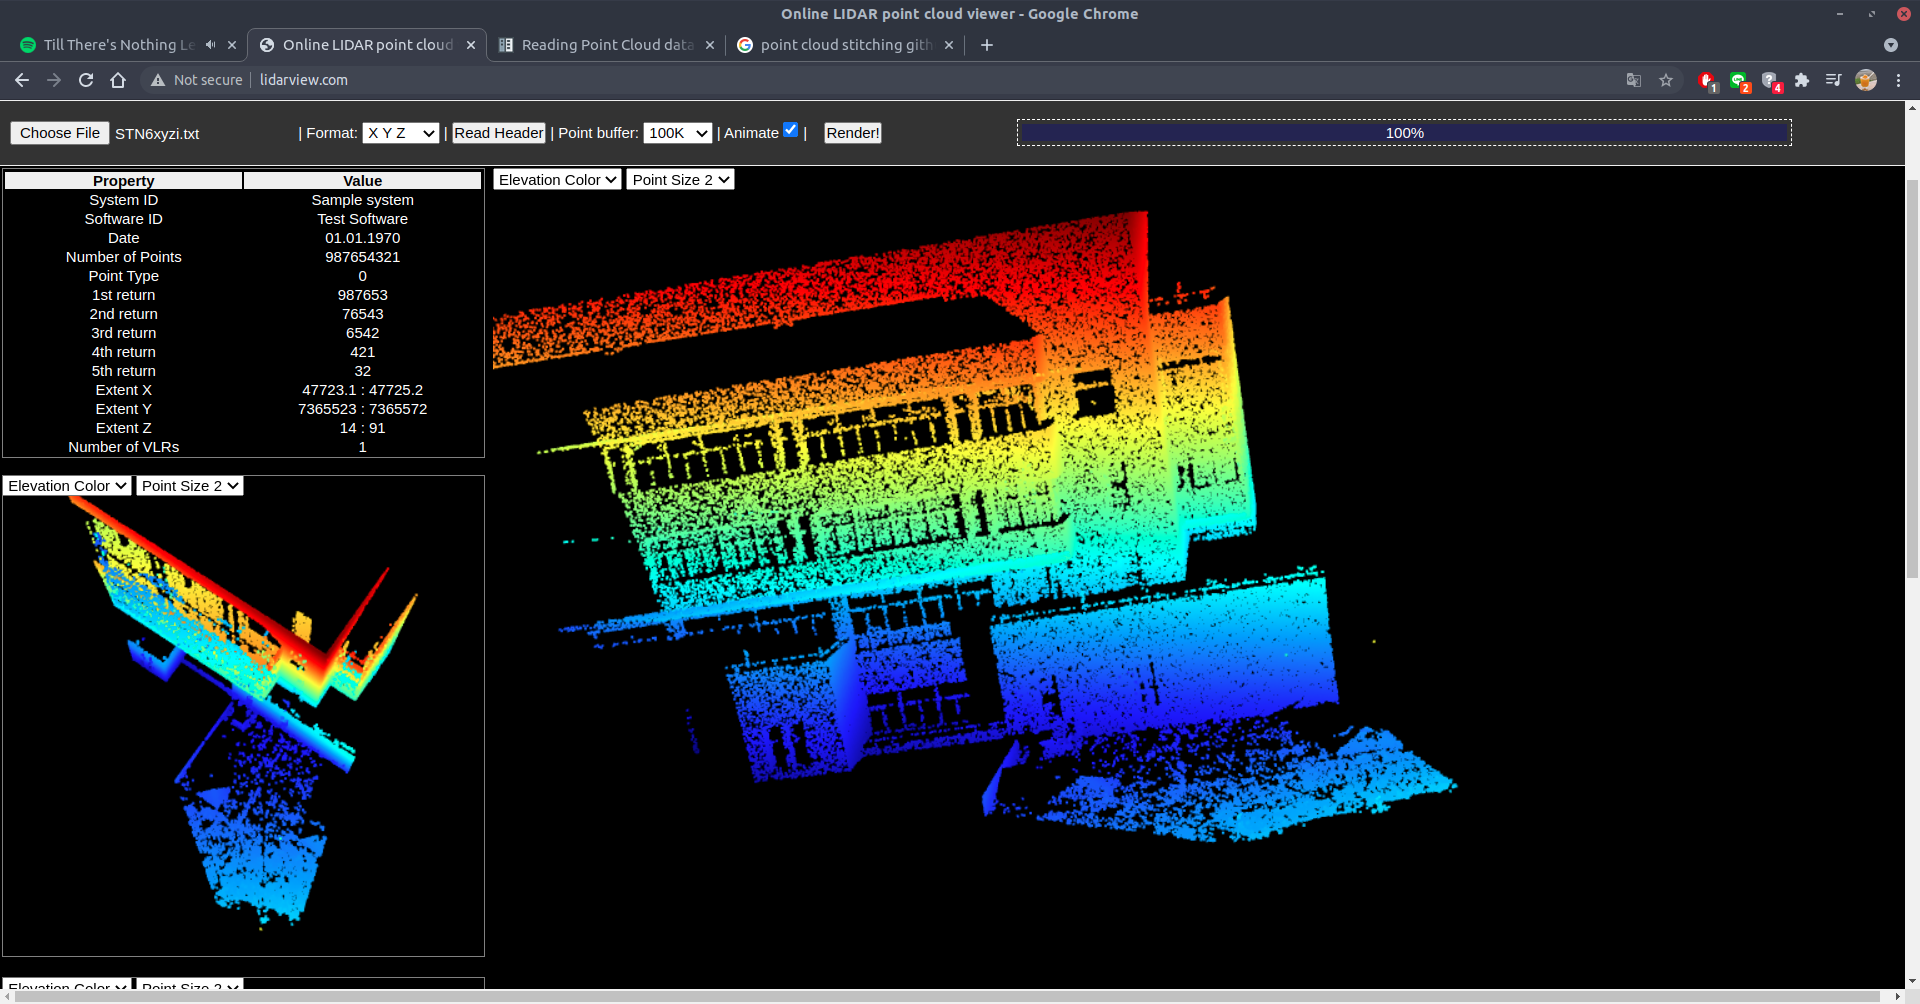 Online LIDAR point cloud viewer - Google Chrome
Till There's Nothing Le
Online LIDAR point cloud
Reading Point Cloud data
point cloud stitching gith
Not secure
lidarview.com
1
2
4
Choose File STN6xyzi.txt | Format: X Y Z | Read Header | Point buffer: 100K | Animate | Render! 100%
Property Value
System ID Sample system
Software ID Test Software
Date 01.01.1970
Number of Points 987654321
Point Type 0
1st return 987653
2nd return 76543
3rd return 6542
4th return 421
5th return 32
Extent X 47723.1 : 47725.2
Extent Y 7365523 : 7365572
Extent Z 14 : 91
Number of VLRs 1
Elevation Color Point Size 2
Elevation Color Point Size 2
Elevation Color Point Size 2